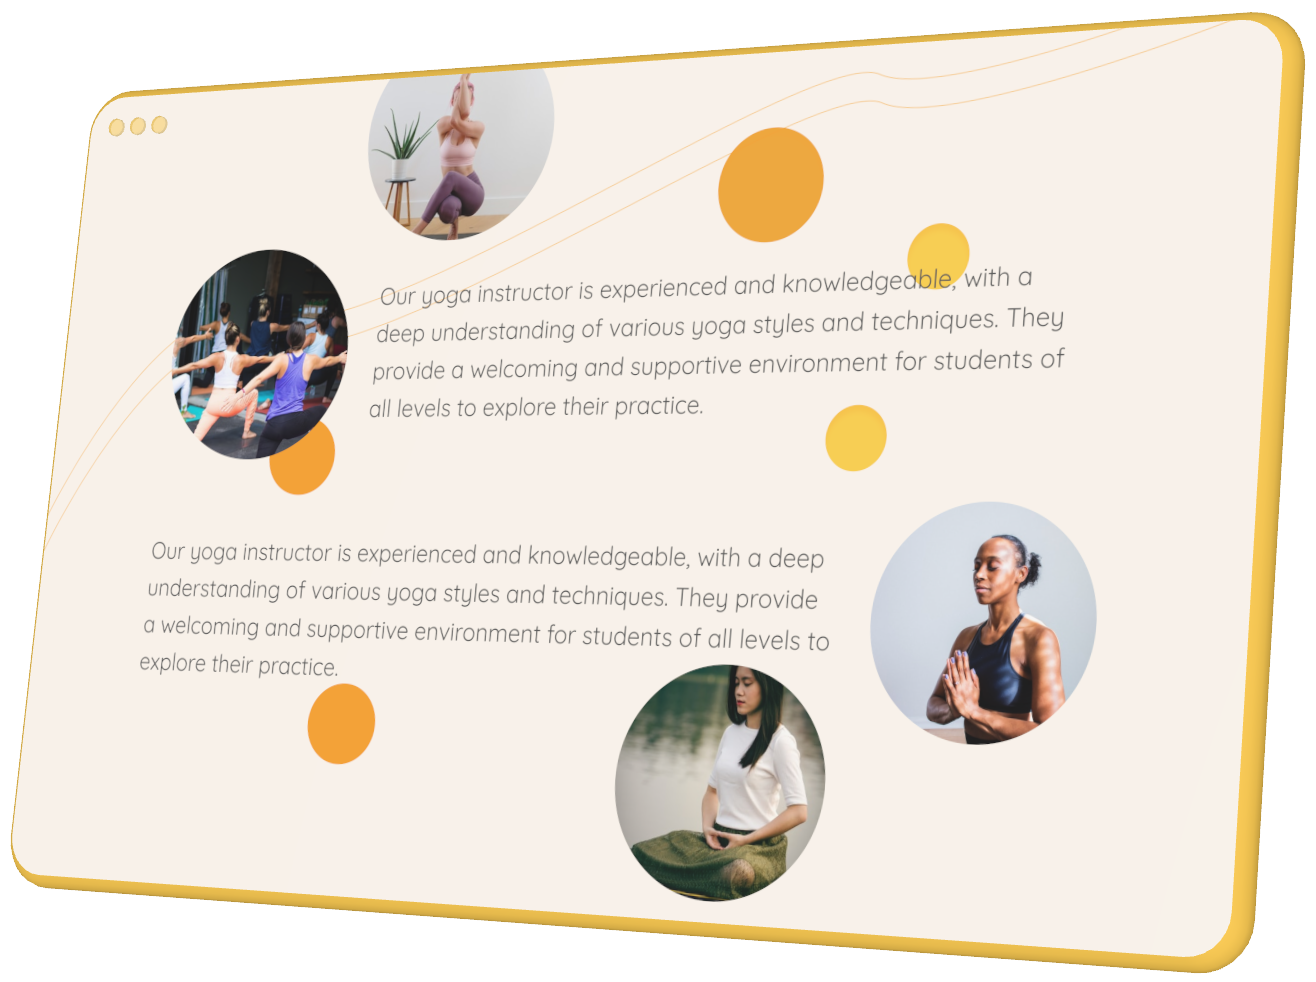 Our yoga instructor is experienced and knowledgeable, with a
deep understanding of various yoga styles and techniques. They
provide a welcoming and supportive environment for students of
all levels to explore their practice.
Our yoga instructor is experienced and knowledgeable, with a deep
understanding of various yoga styles and techniques. They provide
a welcoming and supportive environment for students of all levels to
explore their practice.